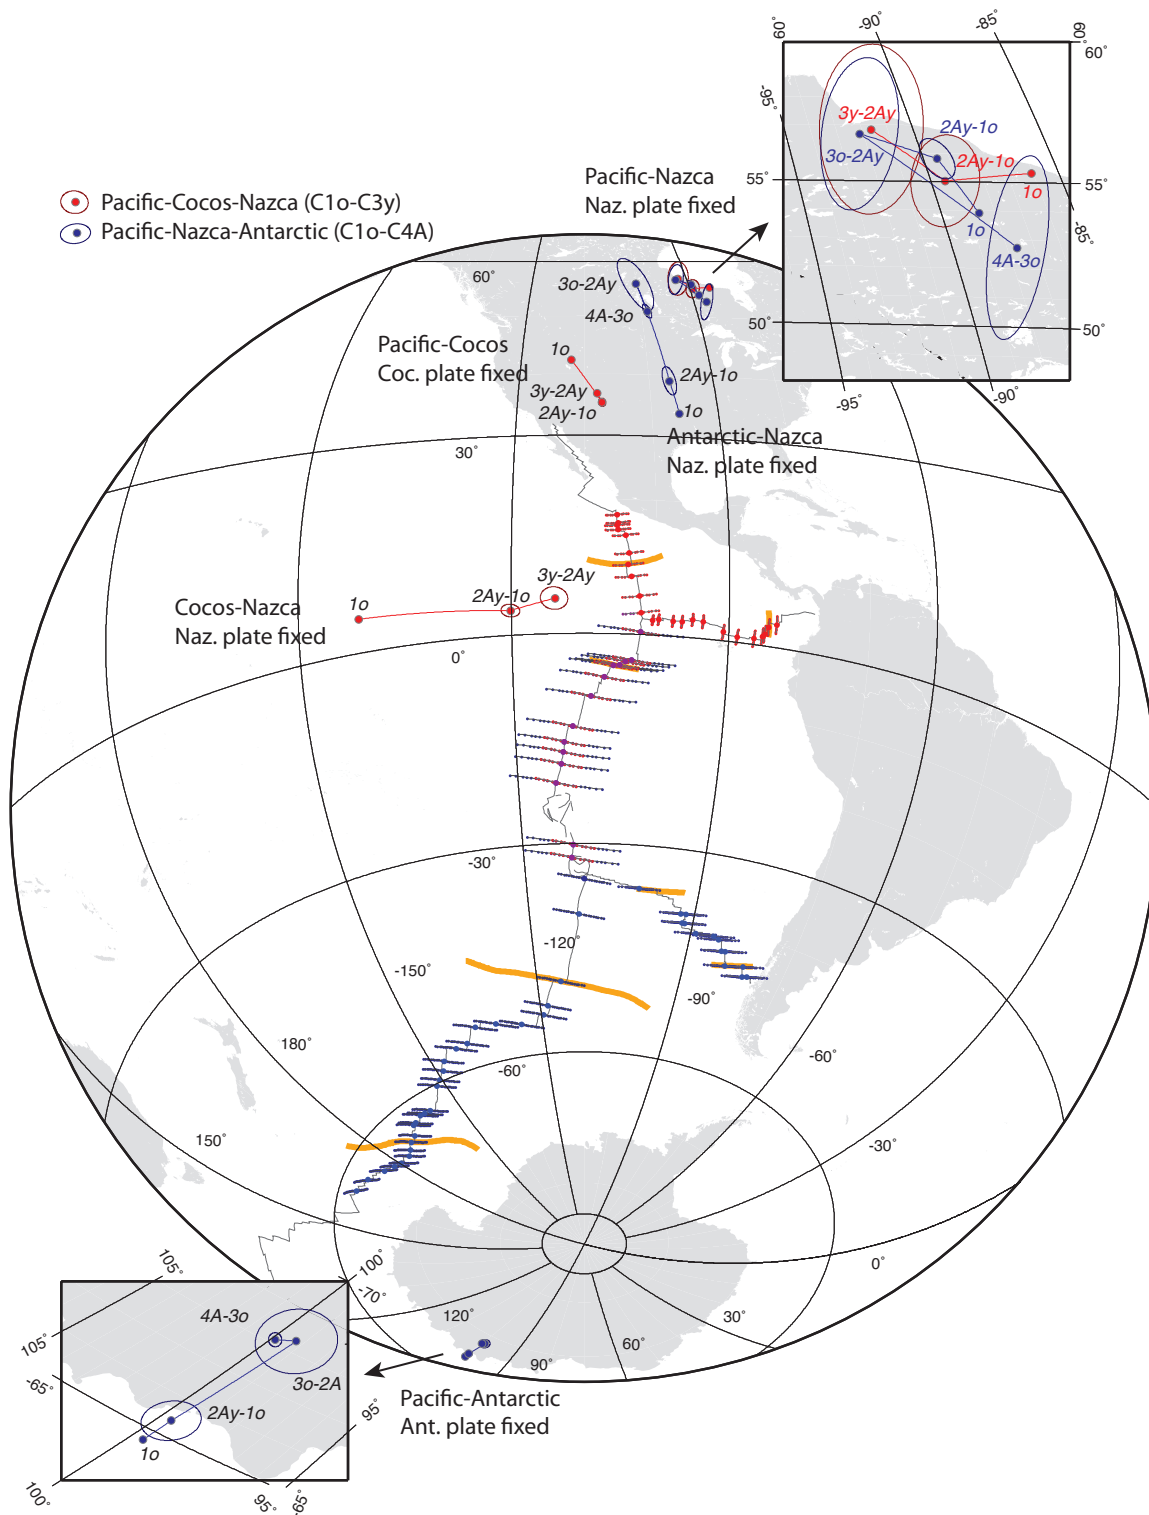 60°
-90°
-85°
60°
60°
-95°
3y-2Ay
2Ay-1o
3o-2Ay
2Ay-1o
55°
1o
55°
1o
-85°
4A-3o
50°
50°
-95°
-90°
Pacific-Nazca
Naz. plate fixed
Pacific-Cocos-Nazca (C1o-C3y)
Pacific-Nazca-Antarctic (C1o-C4A)
60°
3o-2Ay
4A-3o
Pacific-Cocos
Coc. plate fixed
1o
3y-2Ay
2Ay-1o
2Ay-1o
1o
Antarctic-Nazca
Naz. plate fixed
30°
3y-2Ay
2Ay-1o
1o
Cocos-Nazca
Naz. plate fixed
0°
-30°
-120°
-150°
-90°
180°
-60°
-60°
150°
-30°
0°
105°
100°
-70°
120°
30°
60°
90°
4A-3o
3o-2A
2Ay-1o
1o
105°
-65°
95°
100°
95°
-65°
Pacific-Antarctic
Ant. plate fixed